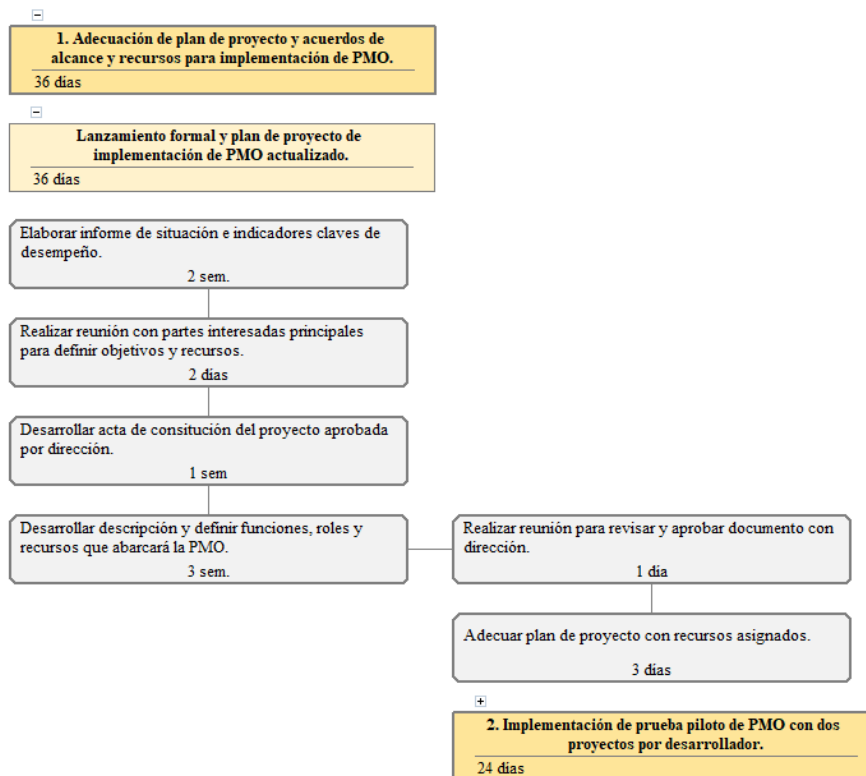 1. Adecuación de plan de proyecto y acuerdos de
alcance y recursos para implementación de PMO.
36 días
Lanzamiento formal y plan de proyecto de
implementación de PMO actualizado.
36 días
Elaborar informe de situación e indicadores claves de
desempeño.
2 sem.
Realizar reunión con partes interesadas principales
para definir objetivos y recursos.
2 días
Desarrollar acta de consitución del proyecto aprobada
por dirección.
1 sem
Desarrollar descripción y definir funciones, roles y
recursos que abarcará la PMO.
3 sem.
Realizar reunión para revisar y aprobar documento con
dirección.
1 día
Adecuar plan de proyecto con recursos asignados.
3 días
2. Implementación de prueba piloto de PMO con dos
proyectos por desarrollador.
24 días